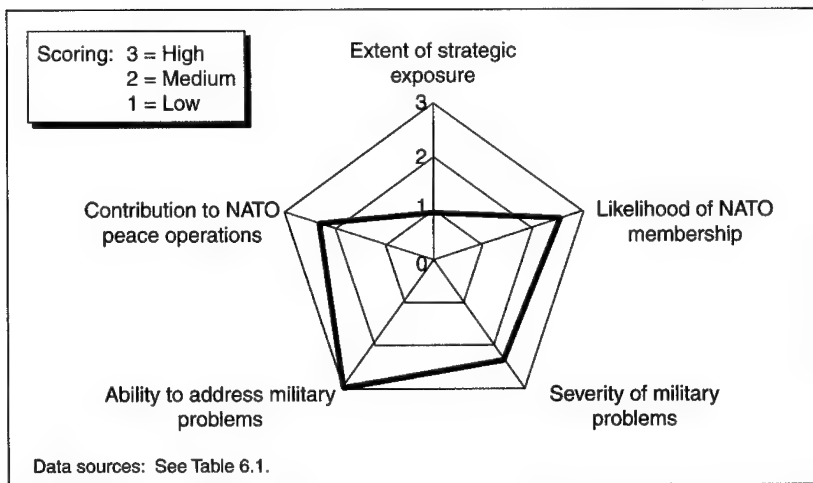 Scoring: 3 = High
2 = Medium
1 = Low
Extent of strategic
exposure
3
2
1
0
Likelihood of NATO
membership
Severity of military
problems
Ability to address military
problems
Contribution to NATO
peace operations
Data sources: See Table 6.1.